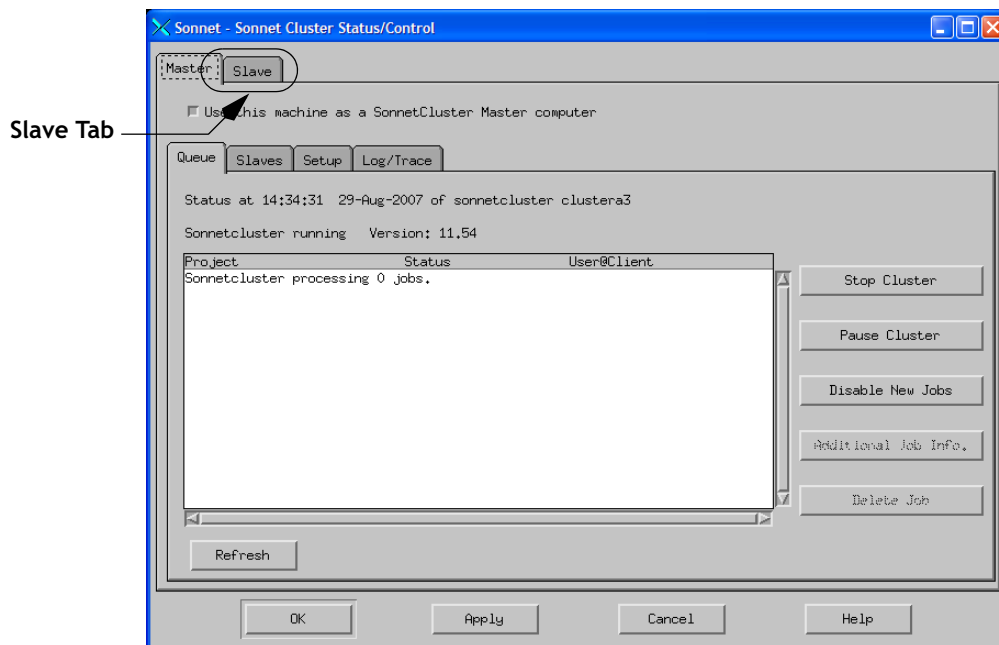 Sonnet - Sonnet Cluster Status/Control
Master Slave
Slave Tab
Use this machine as a SonnetCluster Master computer
Queue Slaves Setup Log/Trace
Status at 14:34:31 29-Aug-2007 of sonnetcluster clustera3
Sonnetcluster running Version: 11.54
Project Status User@Client
Sonnetcluster processing 0 jobs.
Stop Cluster
Pause Cluster
Disable New Jobs
Additional Job Info.
Delete Job
Refresh
OK Apply Cancel Help